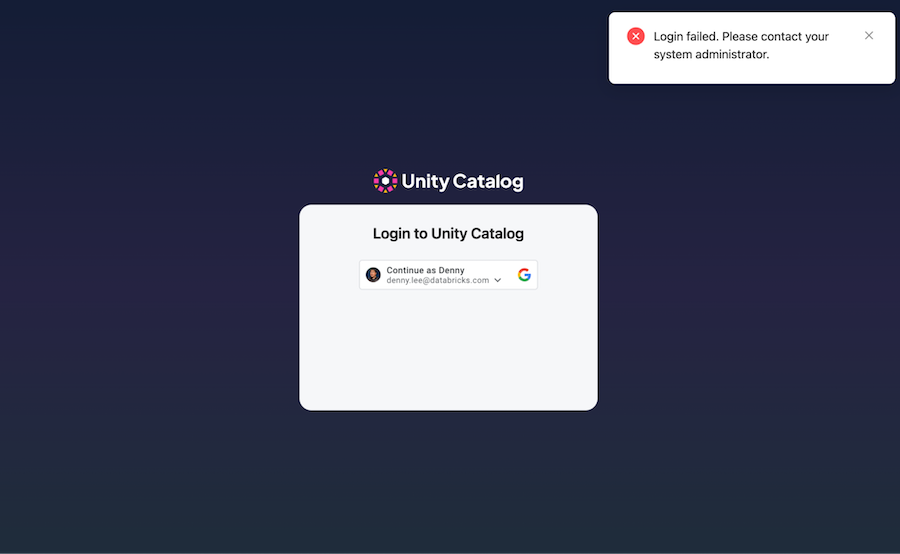 Login failed. Please contact your
system administrator.
Unity Catalog
Login to Unity Catalog
Continue as Denny
denny.lee@databricks.com